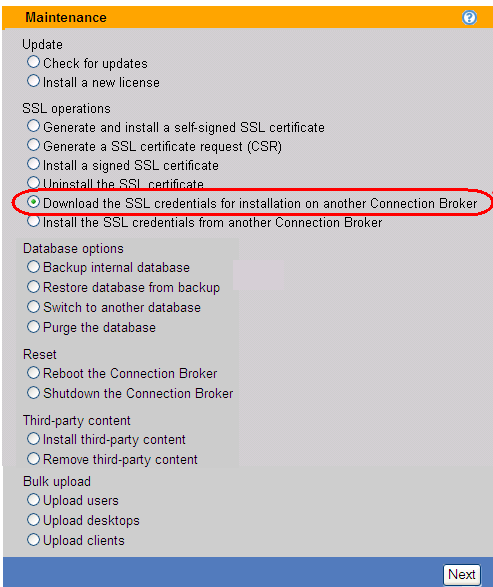 Maintenance
?
Update
Check for updates
Install a new license
SSL operations
Generate and install a self-signed SSL certificate
Generate a SSL certificate request (CSR)
Install a signed SSL certificate
Uninstall the SSL certificate
Download the SSL credentials for installation on another Connection Broker
Install the SSL credentials from another Connection Broker
Database options
Backup internal database
Restore database from backup
Switch to another database
Purge the database
Reset
Reboot the Connection Broker
Shutdown the Connection Broker
Third-party content
Install third-party content
Remove third-party content
Bulk upload
Upload users
Upload desktops
Upload clients
Next